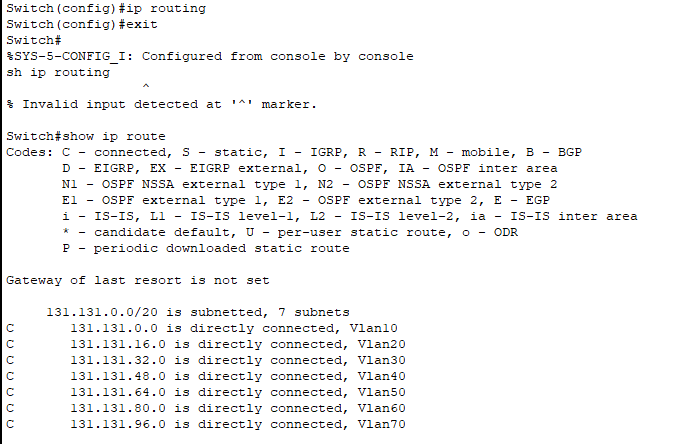 Switch(config)#ip routing
Switch(config)#exit
Switch#
%SYS-5-CONFIG_I: Configured from console by console
sh ip routing
^
% Invalid input detected at '^' marker.
Switch#show ip route
Codes: C - connected, S - static, I - IGRP, R - RIP, M - mobile, B - BGP
D - EIGRP, EX - EIGRP external, O - OSPF, IA - OSPF inter area
N1 - OSPF NSSA external type 1, N2 - OSPF NSSA external type 2
E1 - OSPF external type 1, E2 - OSPF external type 2, E - EGP
i - IS-IS, L1 - IS-IS level-1, L2 - IS-IS level-2, ia - IS-IS inter area
* - candidate default, U - per-user static route, o - ODR
P - periodic downloaded static route
Gateway of last resort is not set
131.131.0.0/20 is subnetted, 7 subnets
C 131.131.0.0 is directly connected, Vlan10
C 131.131.16.0 is directly connected, Vlan20
C 131.131.32.0 is directly connected, Vlan30
C 131.131.48.0 is directly connected, Vlan40
C 131.131.64.0 is directly connected, Vlan50
C 131.131.80.0 is directly connected, Vlan60
C 131.131.96.0 is directly connected, Vlan70